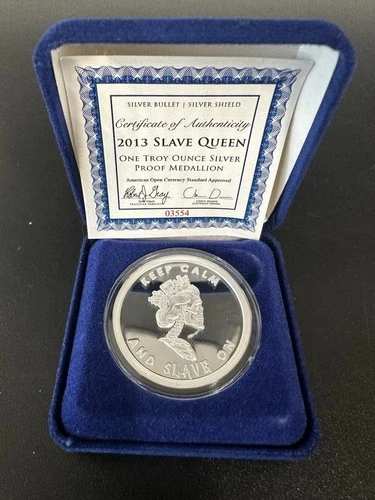 SILVER BULLET | SILVER SHIELD
Certificate of Authenticity
2013 SLAVE QUEEN
ONE TROY OUNCE SILVER
PROOF MEDALLION
American Open Currency Standard Approved
03554
KEEP CALM
AND SLAVE ON